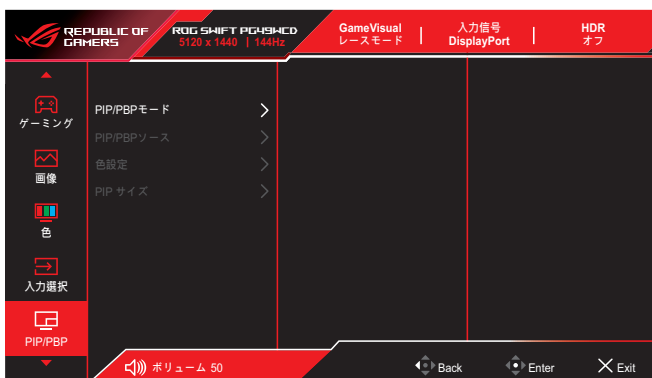 REPUBLIC OF
GAMERS
ROG SWIFT PG49WCD
5120 x 1440 | 144Hz
GameVisual
レースモード
入力信号
DisplayPort
HDR
オフ
ゲーミング
画像
色
入力選択
PIP/PBP
PIP/PBPモード
PIP/PBPソース
色設定
PIP サイズ
ボリューム 50
Back
Enter
Exit